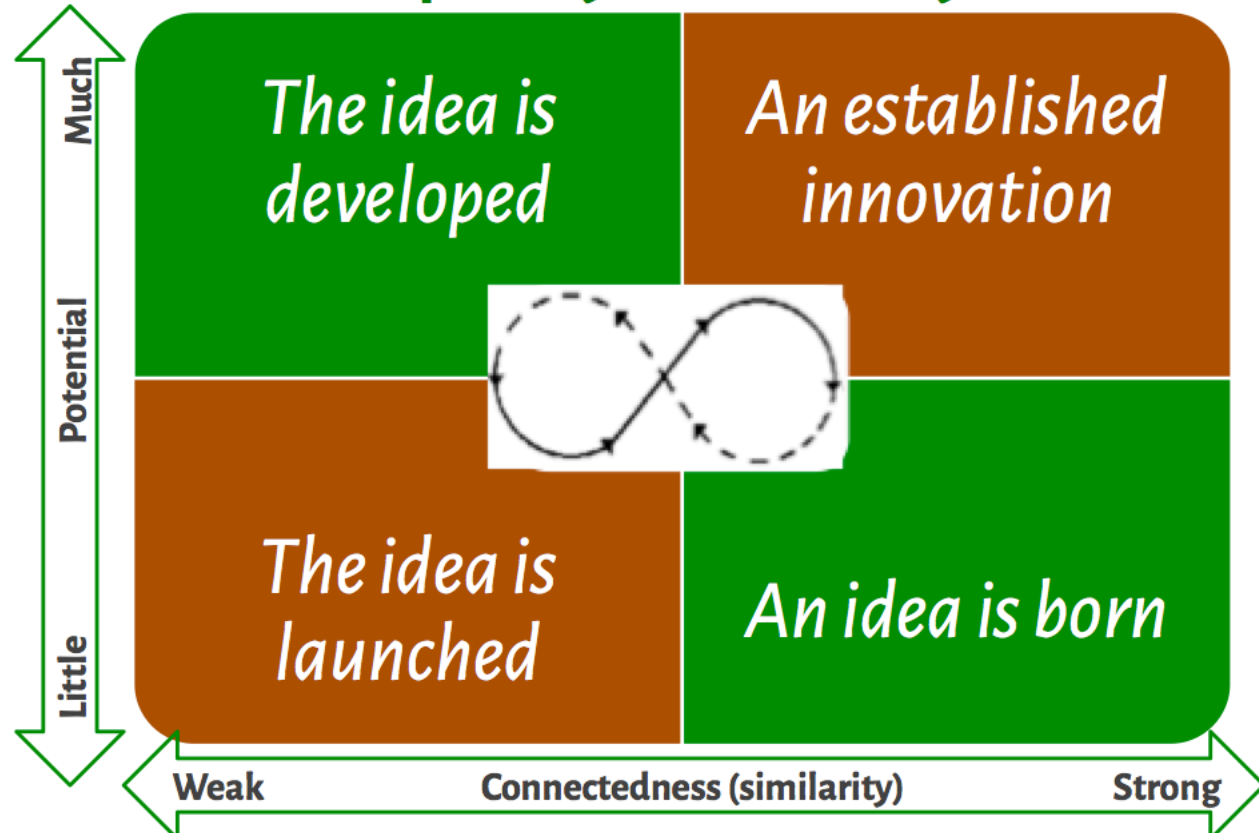 Much
The idea is
developed
An established
innovation
Potential
The idea is
launched
An idea is born
Little
Weak
Connectedness (similarity)
Strong